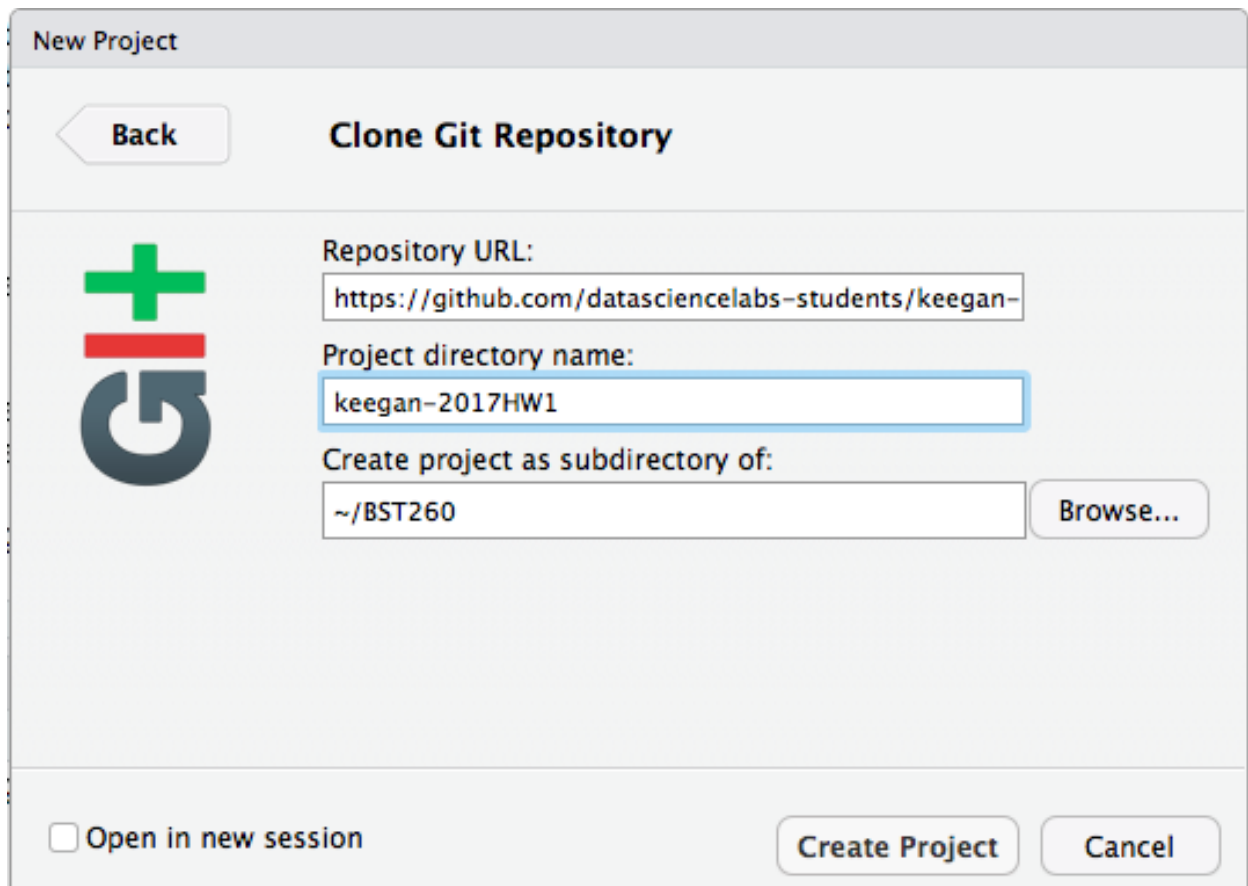 New Project
Back
Clone Git Repository
Repository URL:
https://github.com/datasciencelabs-students/keegan-
Project directory name:
keegan-2017HW1
Create project as subdirectory of:
~/BST260
Browse...
GIT
Open in new session
Create Project
Cancel